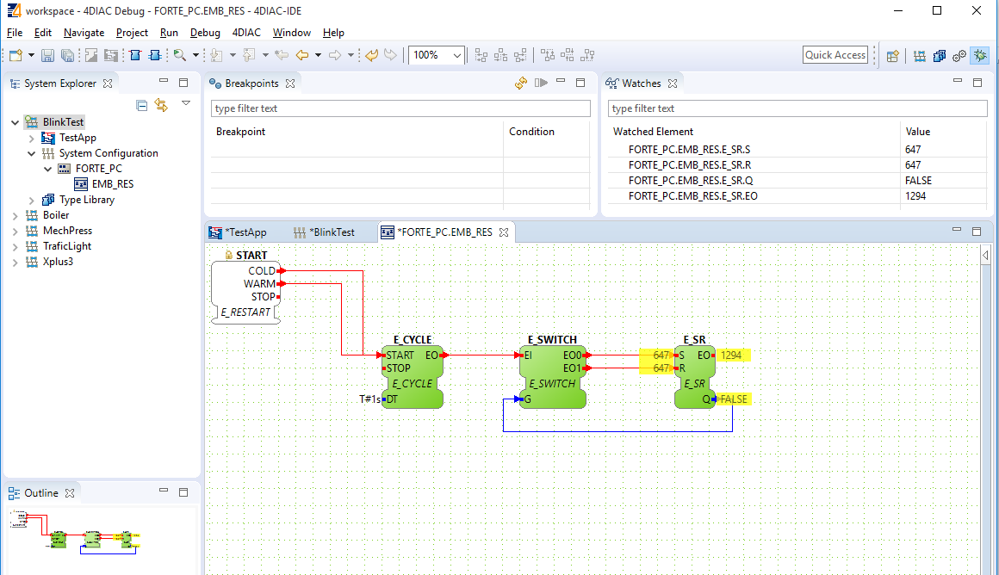 workspace - 4DIAC Debug - FORTE_PC.EMB_RES - 4DIAC-IDE
File Edit Navigate Project Run Debug 4DIAC Window Help
100% Quick Access
System Explorer
BlinkTest
TestApp
System Configuration
FORTE_PC
EMB_RES
Type Library
Boiler
MechPress
TraficLight
Xplus3
Breakpoints
type filter text
Breakpoint Condition
Watches
type filter text
Watched Element Value
FORTE_PC.EMB_RES.E_SR.S 647
FORTE_PC.EMB_RES.E_SR.R 647
FORTE_PC.EMB_RES.E_SR.Q FALSE
FORTE_PC.EMB_RES.E_SR.EO 1294
*TestApp *BlinkTest *FORTE_PC.EMB_RES
START
COLD
WARM
STOP
E_RESTART
E_CYCLE
START EO
STOP
E_CYCLE
T#1s DT
E_SWITCH
EI EO0
EO1
E_SWITCH
G
E_SR
647 S EO 1294
647 R
E_SR
Q FALSE
Outline